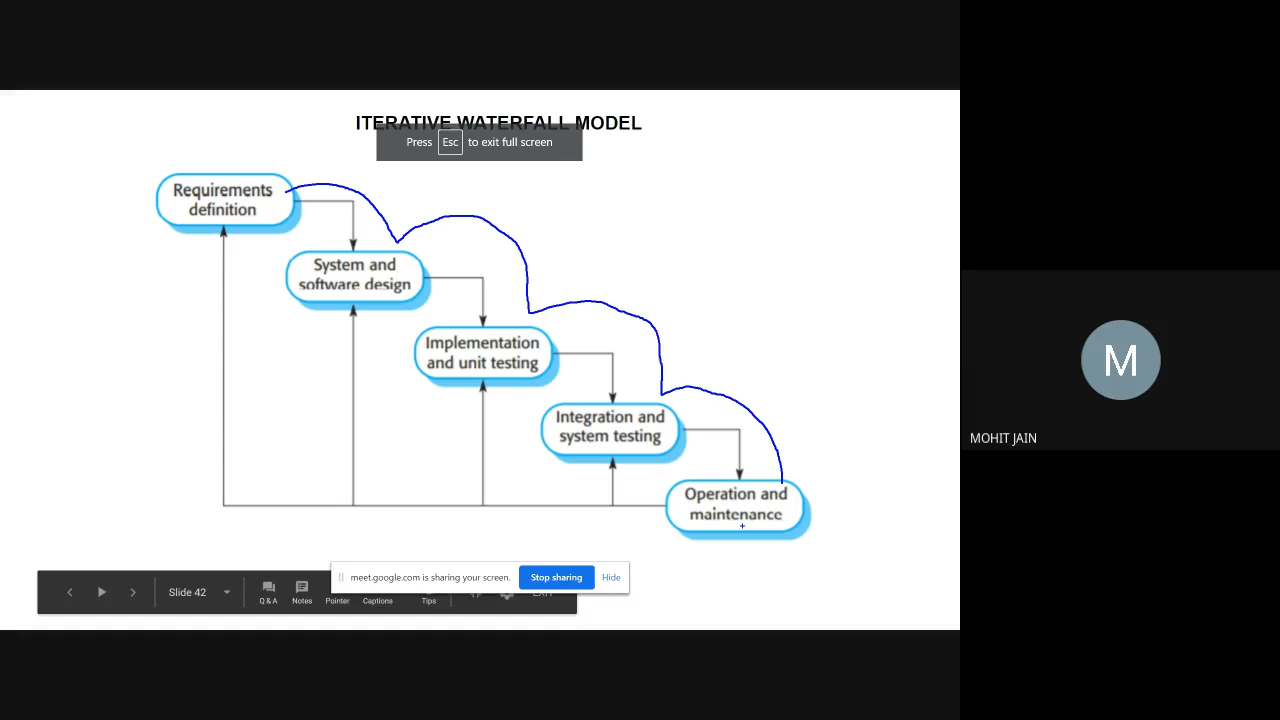 ITERATIVE WATERFALL MODEL
Press Esc to exit full screen
Requirements
definition
System and
software design
Implementation
and unit testing
Integration and
system testing
Operation and
maintenance
M
MOHIT JAIN
meet.google.com is sharing your screen.
Stop sharing
Hide
Slide 42
Q & A
Notes
Pointer
Captions
Tips
EXIT